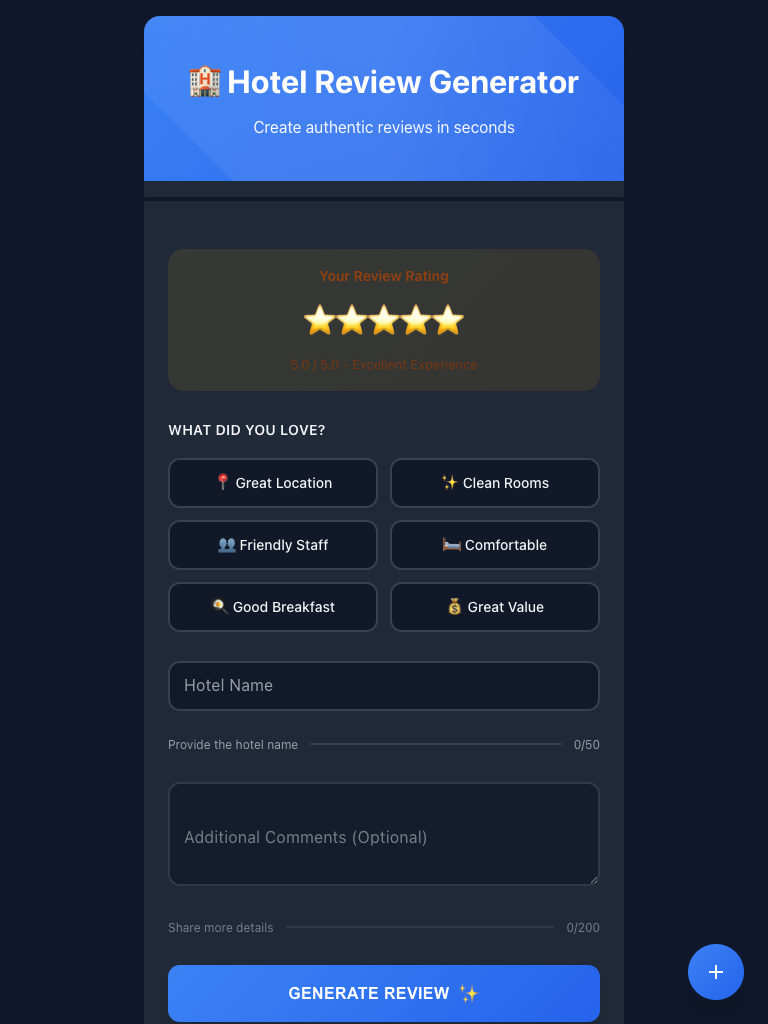 🏨 Hotel Review Generator
Create authentic reviews in seconds
Your Review Rating
⭐⭐⭐⭐⭐
5.0 / 5.0 - Excellent Experience
WHAT DID YOU LOVE?
📍 Great Location
✨ Clean Rooms
👥 Friendly Staff
🛏️ Comfortable
🍳 Good Breakfast
💰 Great Value
Hotel Name
Provide the hotel name
0/50
Additional Comments (Optional)
Share more details
0/200
GENERATE REVIEW ✨
+